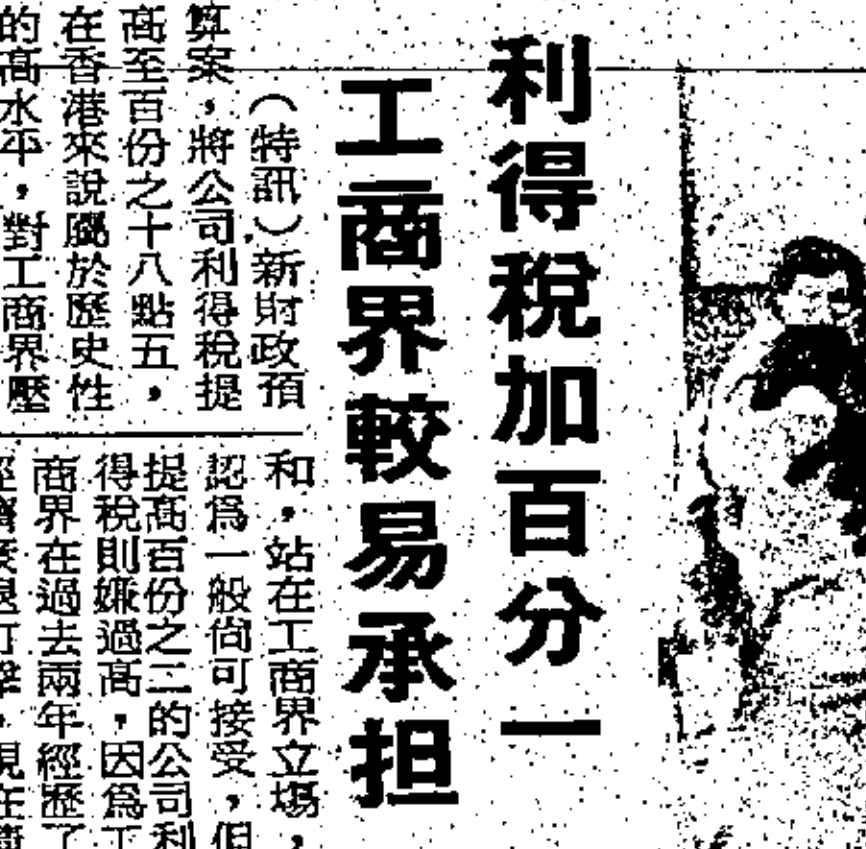 利得稅加百分一
工商界較易承担
（特訊）新財政預
算案，將公司利得稅提
高至百份之十八點五，
在香港來說屬於歷史性
的高水平，對工商界壓
和，站在工商界立場，
認爲一般尚可接受，但
提高百份之二的公司利
得稅則嫌過高，因爲工
商界在過去兩年經歷了